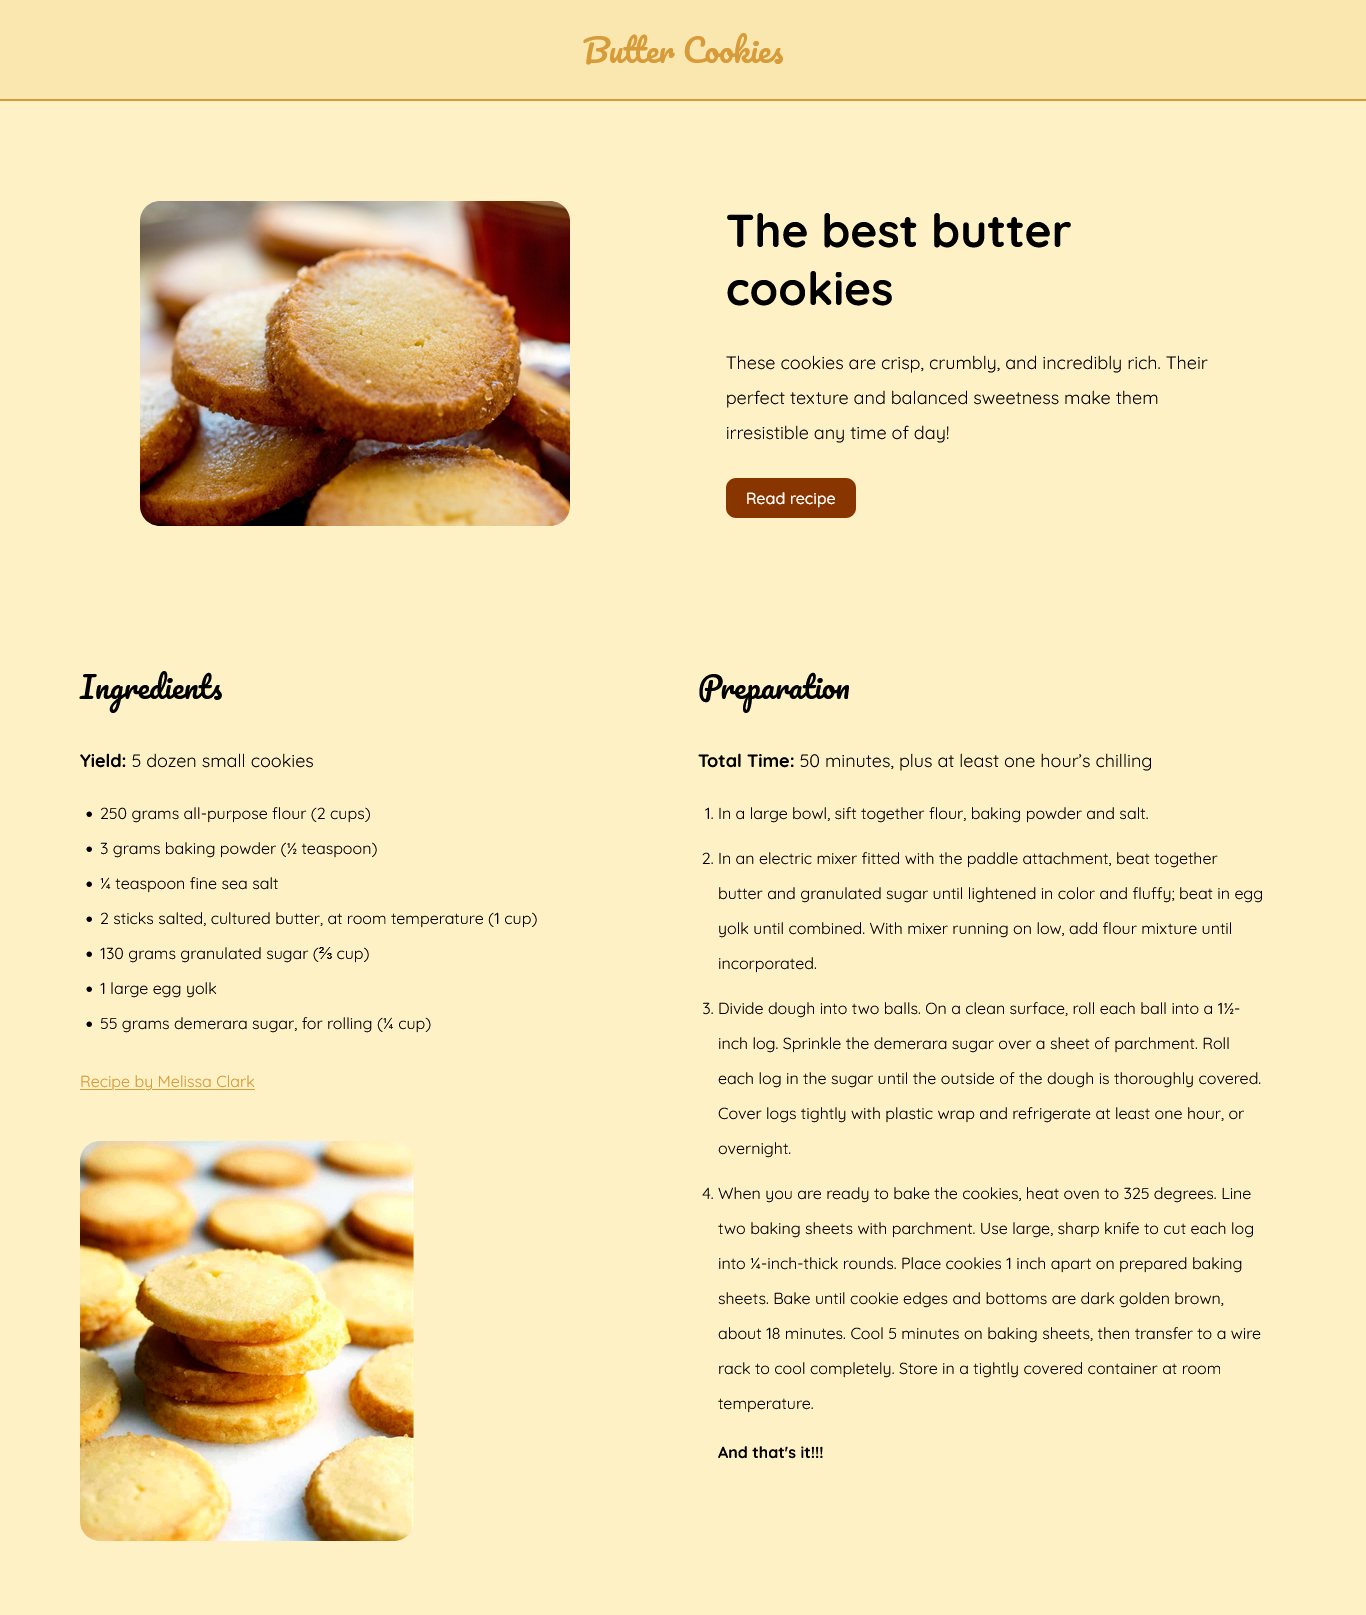 Butter Cookies
The best butter
cookies
These cookies are crisp, crumbly, and incredibly rich. Their
perfect texture and balanced sweetness make them
irresistible any time of day!
Read recipe
Ingredients
Yield: 5 dozen small cookies
• 250 grams all-purpose flour (2 cups)
• 3 grams baking powder (½ teaspoon)
• ¼ teaspoon fine sea salt
• 2 sticks salted, cultured butter, at room temperature (1 cup)
• 130 grams granulated sugar (⅔ cup)
• 1 large egg yolk
• 55 grams demerara sugar, for rolling (¼ cup)
Recipe by Melissa Clark
Preparation
Total Time: 50 minutes, plus at least one hour’s chilling
1. In a large bowl, sift together flour, baking powder and salt.
2. In an electric mixer fitted with the paddle attachment, beat together
butter and granulated sugar until lightened in color and fluffy; beat in egg
yolk until combined. With mixer running on low, add flour mixture until
incorporated.
3. Divide dough into two balls. On a clean surface, roll each ball into a 1½-
inch log. Sprinkle the demerara sugar over a sheet of parchment. Roll
each log in the sugar until the outside of the dough is thoroughly covered.
Cover logs tightly with plastic wrap and refrigerate at least one hour, or
overnight.
4. When you are ready to bake the cookies, heat oven to 325 degrees. Line
two baking sheets with parchment. Use large, sharp knife to cut each log
into ¼-inch-thick rounds. Place cookies 1 inch apart on prepared baking
sheets. Bake until cookie edges and bottoms are dark golden brown,
about 18 minutes. Cool 5 minutes on baking sheets, then transfer to a wire
rack to cool completely. Store in a tightly covered container at room
temperature.
And that's it!!!